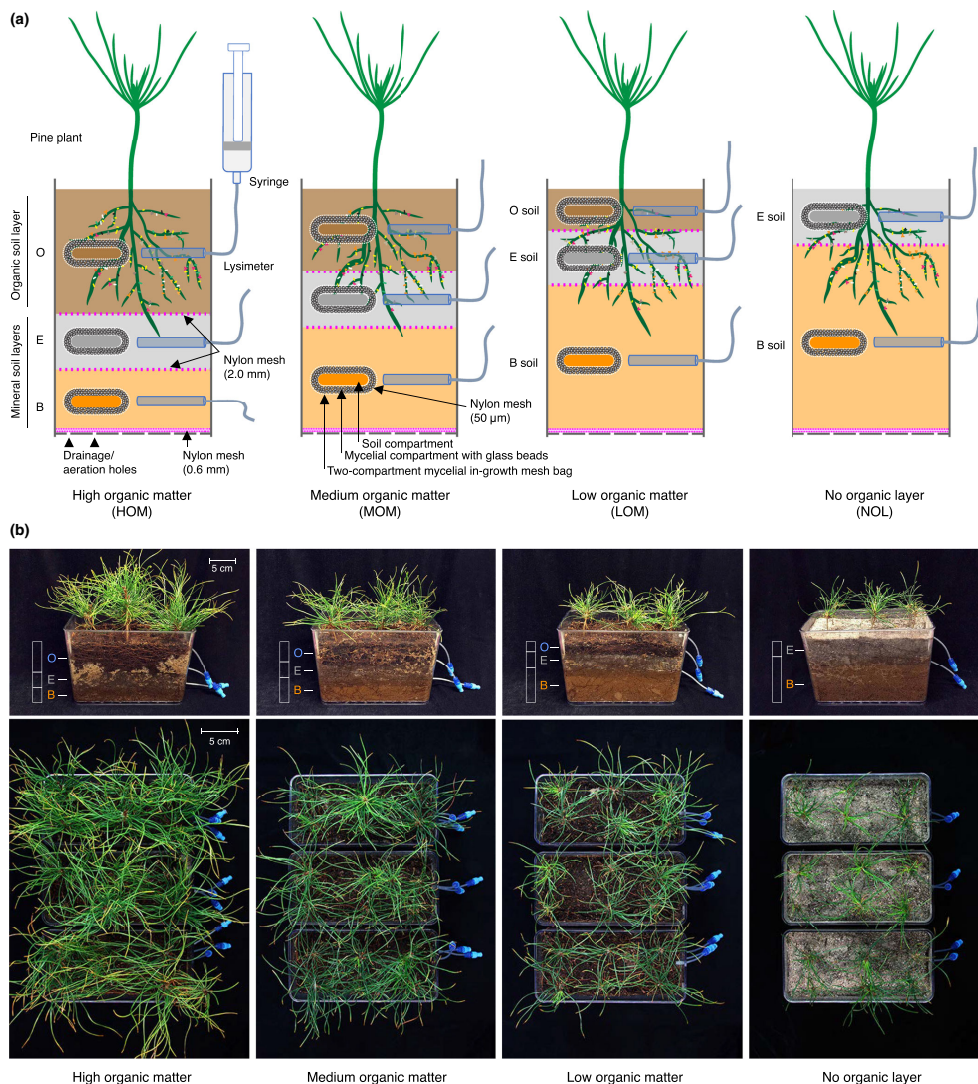 (a)
Pine plant
Syringe
Organic soil layer
O
Lysimeter
Mineral soil layers
E
B
Nylon mesh
(2.0 mm)
Drainage/
aeration holes
Nylon mesh
(0.6 mm)
High organic matter
(HOM)
Nylon mesh
(50 µm)
Soil compartment
Mycelial compartment with glass beads
Two-compartment mycelial in-growth mesh bag
Medium organic matter
(MOM)
O soil
E soil
B soil
Low organic matter
(LOM)
E soil
B soil
No organic layer
(NOL)
(b)
5 cm
O
E
B
O
E
B
O
E
B
E
B
5 cm
High organic matter
Medium organic matter
Low organic matter
No organic layer